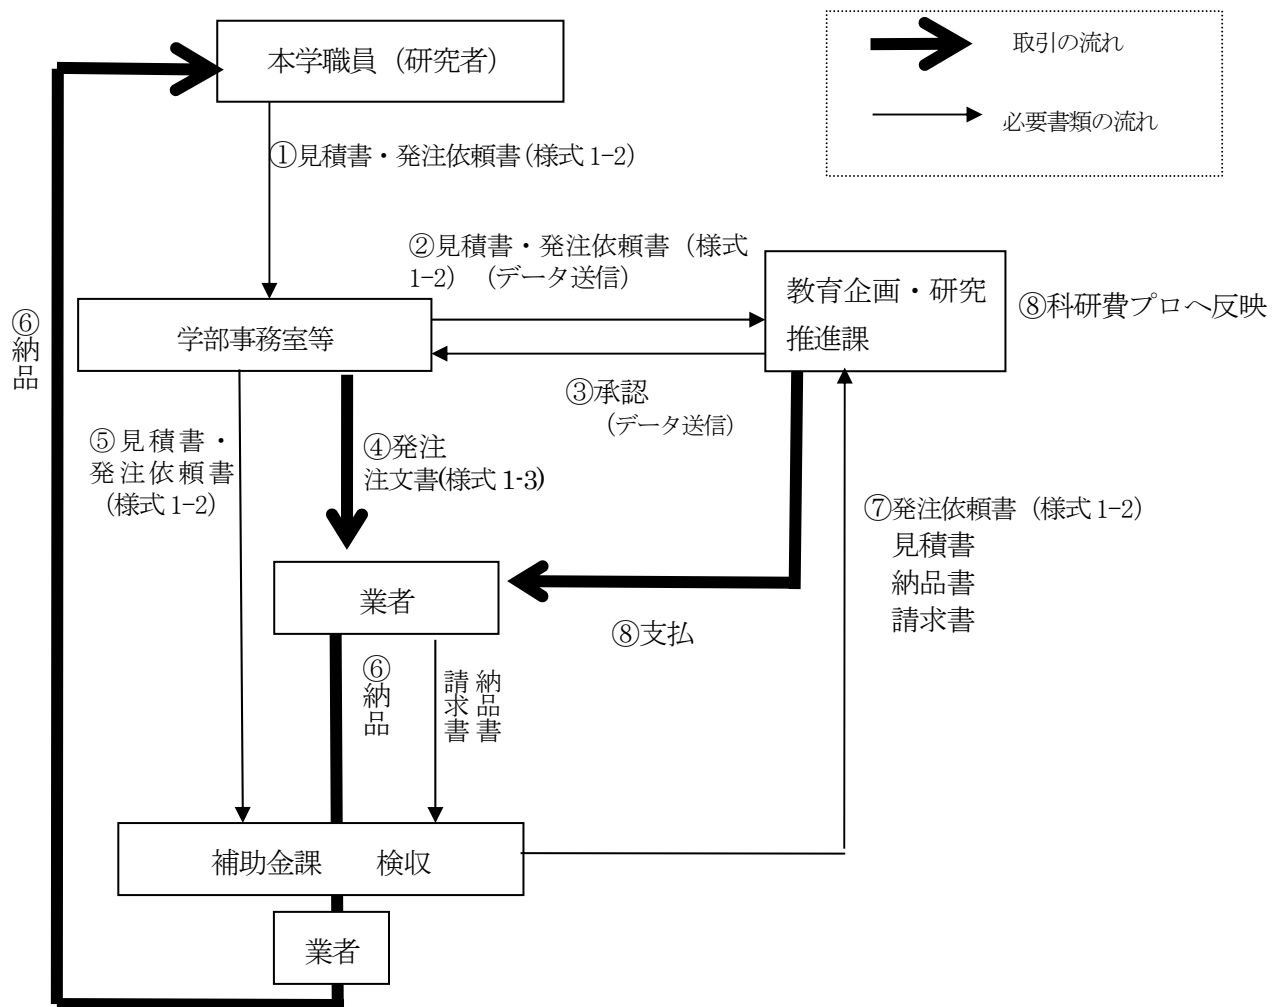 本学職員（研究者）
取引の流れ
必要書類の流れ
①見積書・発注依頼書(様式 1-2）
②見積書・発注依頼書（様式
1-2）（データ送信）
教育企画・研究
推進課
⑧科研費プロへ反映
学部事務室等
③承認
（データ送信）
⑥納品
⑤見積書・
発注依頼書
（様式 1-2）
④発注
注文書(様式 1-3)
⑦発注依頼書（様式 1-2）
見積書
納品書
請求書
業者
⑧支払
⑥納品
納品書
請求書
補助金課　検収
業者